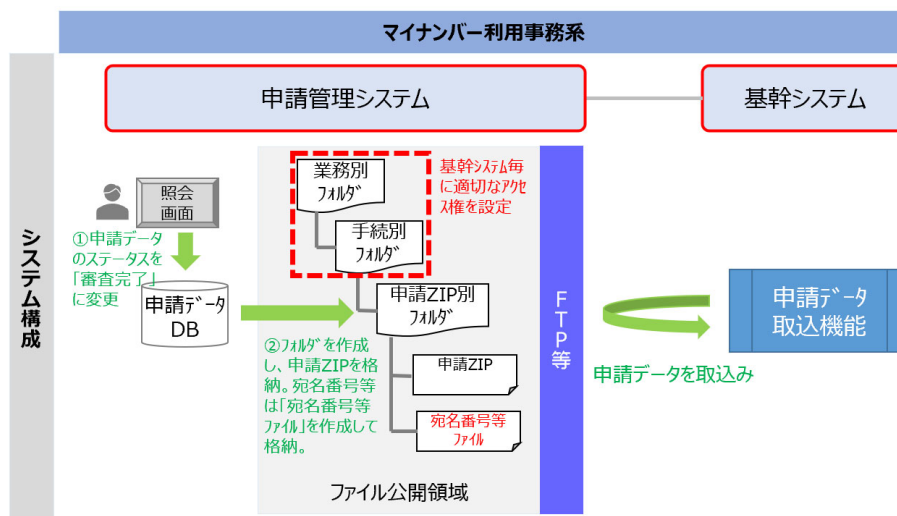 マイナンバー利用事務系
システム構成
申請管理システム
基幹システム
業務別
フォルダ
手続別
フォルダ
基幹システム毎
に適切なアクセ
ス権を設定
照会
画面
①申請データ
のステータスを
「審査完了」
に変更
申請データ
DB
申請ZIP別
フォルダ
②フォルダを作成
し、申請ZIPを格
納。宛名番号等
は「宛名番号等
ファイル」を作成して
格納。
申請ZIP
宛名番号等
ファイル
ファイル公開領域
FTP等
申請データ
取込機能
申請データを取込み